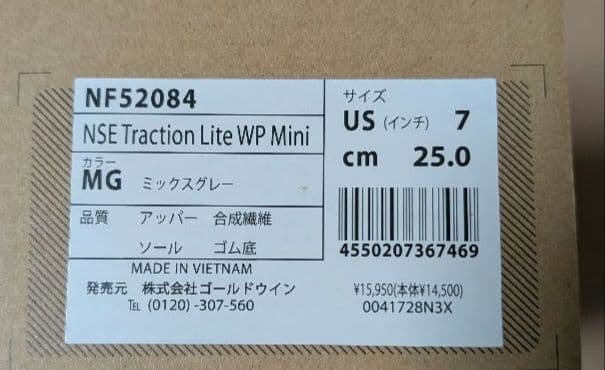 NF52084
NSE Traction Lite WP Mini
カラー
MG ミックスグレー
品質 アッパー 合成繊維
ソール ゴム底
MADE IN VIETNAM
発売元 株式会社ゴールドウイン
TEL (0120)-307-560
サイズ
US (インチ) 7
cm 25.0
4550207367469
¥15,950(本体¥14,500)
0041728N3X